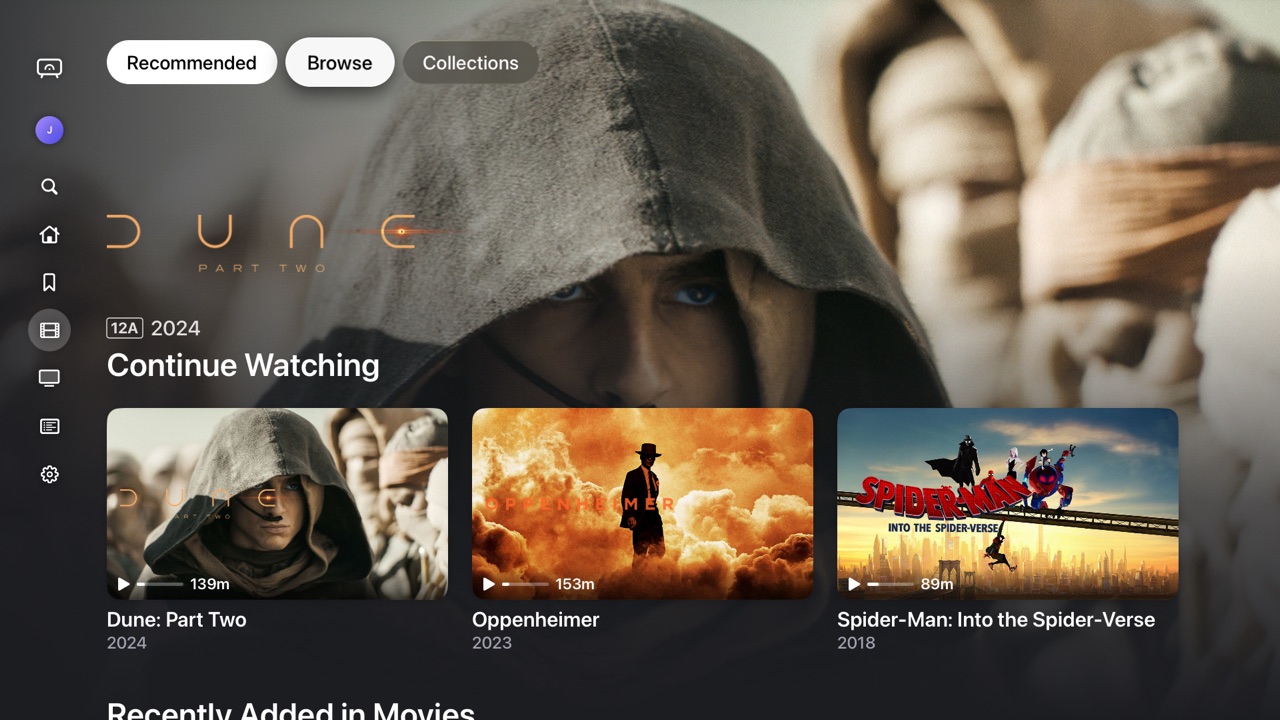 Recommended
Browse
Collections
J
DUNE
PART TWO
12A 2024
Continue Watching
DUNE
PART TWO
139m
OPPENHEIMER
153m
SPIDER-MAN
INTO THE SPIDER-VERSE
89m
Dune: Part Two
2024
Oppenheimer
2023
Spider-Man: Into the Spider-Verse
2018
Recently Added in Movies